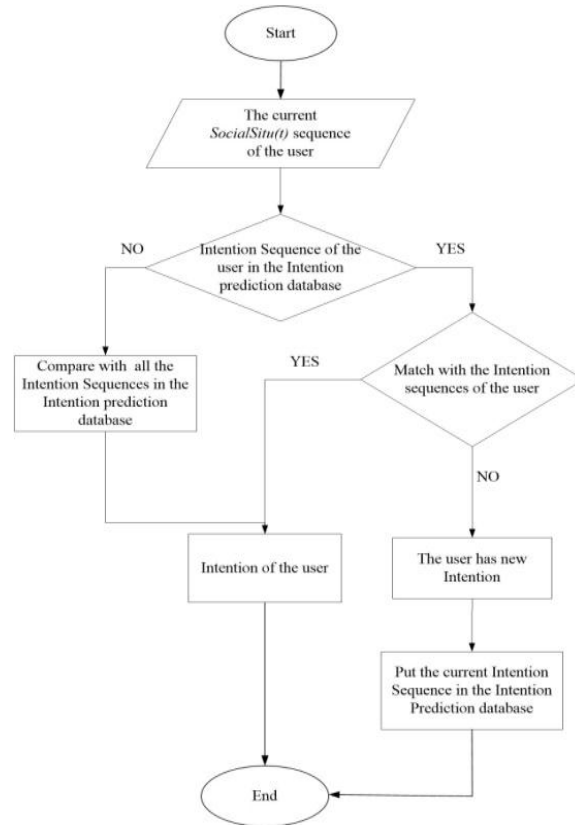 Start
The current
SocialSitu(t) sequence
of the user
NO
Intention Sequence of the
user in the Intention
prediction database
YES
Compare with all the
Intention Sequences in the
Intention prediction
database
YES
Match with the Intention
sequences of the user
NO
Intention of the user
The user has new
Intention
Put the current Intention
Sequence in the Intention
Prediction database
End